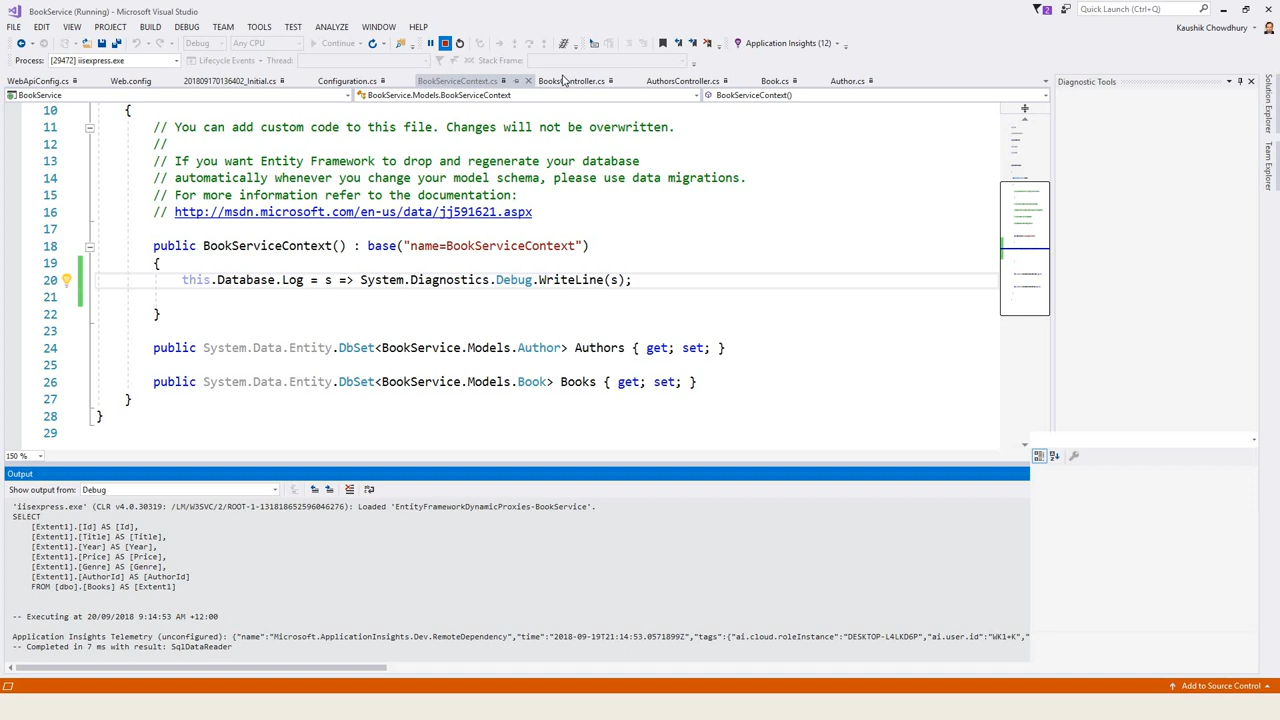 BookService (Running) - Microsoft Visual Studio
2
Quick Launch (Ctrl+Q)
FILE EDIT VIEW PROJECT BUILD DEBUG TEAM TOOLS TEST ANALYZE WINDOW HELP
Kaushik Chowdhury
Debug Any CPU Continue Application Insights (12)
Process: [29472] iisexpress.exe Lifecycle Events Thread: Stack Frame:
WebApiConfig.cs Web.config 201809170136402_Initial.cs Configuration.cs BookServiceContext.cs BooksController.cs AuthorsController.cs Book.cs Author.cs
Diagnostic Tools
BookService BookService.Models.BookServiceContext BookServiceContext()
Solution Explorer
Team Explorer
10 {
11 // You can add custom code to this file. Changes will not be overwritten.
12 //
13 // If you want Entity Framework to drop and regenerate your database
14 // automatically whenever you change your model schema, please use data migrations.
15 // For more information refer to the documentation:
16 // http://msdn.microsoft.com/en-us/data/jj591621.aspx
17
18 public BookServiceContext() : base("name=BookServiceContext")
19 {
20 this.Database.Log = s => System.Diagnostics.Debug.WriteLine(s);
21
22 }
23
24 public System.Data.Entity.DbSet<BookService.Models.Author> Authors { get; set; }
25
26 public System.Data.Entity.DbSet<BookService.Models.Book> Books { get; set; }
27 }
28 }
29
150 %
Output
Show output from: Debug
'iisexpress.exe' (CLR v4.0.30319: /LM/W3SVC/2/ROOT-1-131818652596046276): Loaded 'EntityFrameworkDynamicProxies-BookService'.
SELECT
[Extent1].[Id] AS [Id],
[Extent1].[Title] AS [Title],
[Extent1].[Year] AS [Year],
[Extent1].[Price] AS [Price],
[Extent1].[Genre] AS [Genre],
[Extent1].[AuthorId] AS [AuthorId]
FROM [dbo].[Books] AS [Extent1]
-- Executing at 20/09/2018 9:14:53 AM +12:00
Application Insights Telemetry (unconfigured): {"name":"Microsoft.ApplicationInsights.Dev.RemoteDependency","time":"2018-09-19T21:14:53.0571899Z","tags":{"ai.cloud.roleInstance":"DESKTOP-L4LKD6P","ai.user.id":"WK1+K",
-- Completed in 7 ms with result: SqlDataReader
Add to Source Control